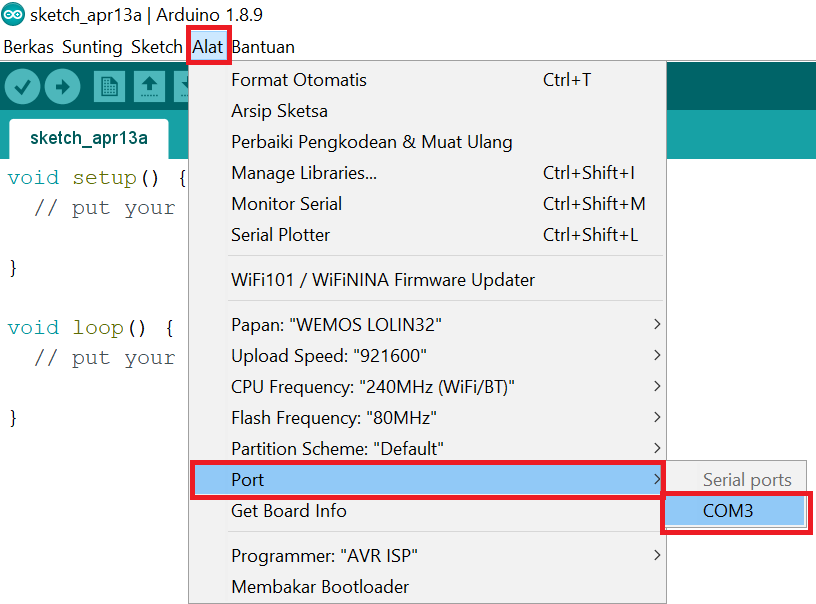 sketch_apr13a | Arduino 1.8.9
Berkas Sunting Sketch Alat Bantuan
sketch_apr13a
void setup() {
// put your
}
void loop() {
// put your
}
Format Otomatis Ctrl+T
Arsip Sketsa
Perbaiki Pengkodean & Muat Ulang
Manage Libraries... Ctrl+Shift+I
Monitor Serial Ctrl+Shift+M
Serial Plotter Ctrl+Shift+L
WiFi101 / WiFiNINA Firmware Updater
Papan: "WEMOS LOLIN32"
Upload Speed: "921600"
CPU Frequency: "240MHz (WiFi/BT)"
Flash Frequency: "80MHz"
Partition Scheme: "Default"
Port
Get Board Info
Programmer: "AVR ISP"
Membakar Bootloader
Serial ports
COM3